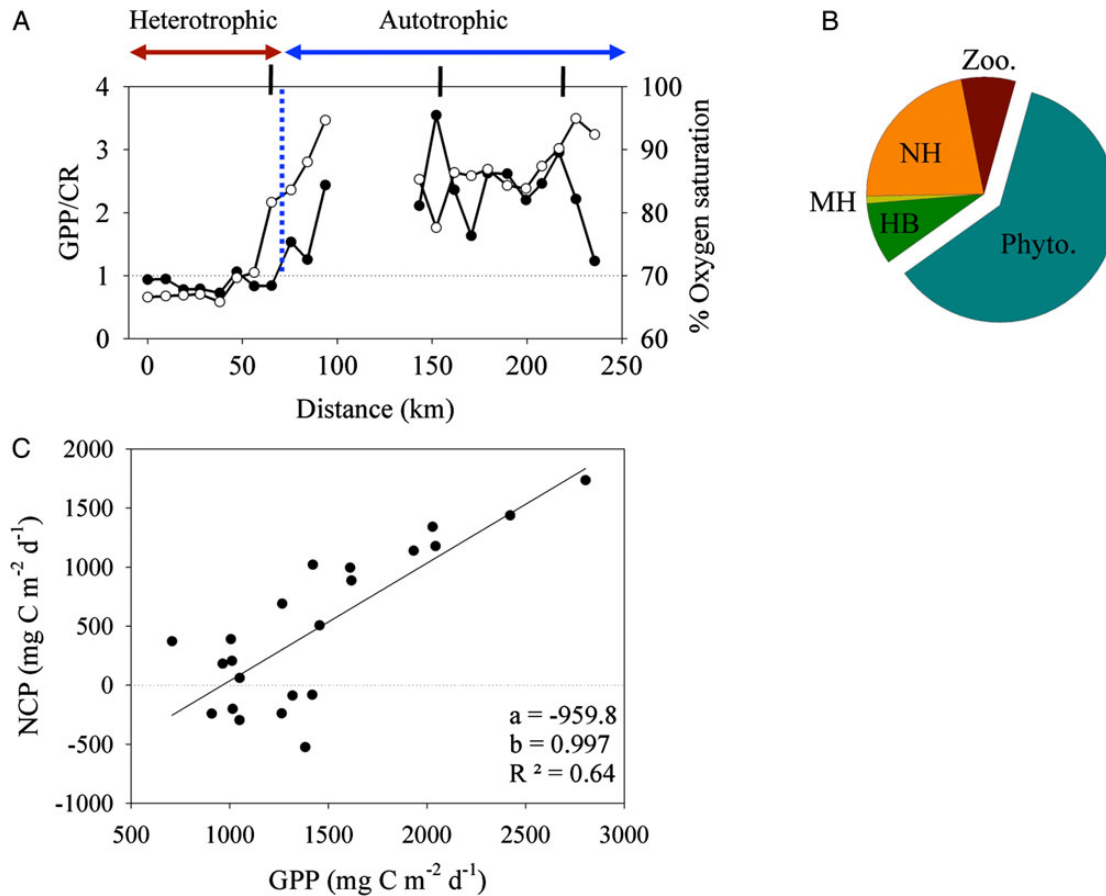 A
Heterotrophic
Autotrophic
4
3
2
1
0
GPP/CR
100
90
80
70
60
% Oxygen saturation
0 50 100 150 200 250
Distance (km)
B
Zoo.
NH
MH
HB
Phyto.
C
2000
1500
1000
500
0
-500
-1000
NCP (mg C m⁻² d⁻¹)
a = -959.8
b = 0.997
R ² = 0.64
500 1000 1500 2000 2500 3000
GPP (mg C m⁻² d⁻¹)